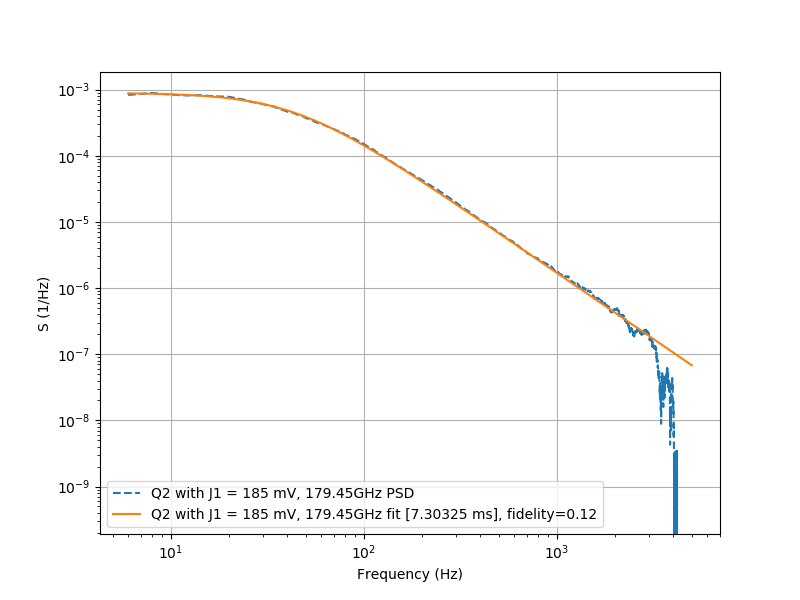 10⁻³
10⁻⁴
10⁻⁵
10⁻⁶
10⁻⁷
10⁻⁸
10⁻⁹
S (1/Hz)
Q2 with J1 = 185 mV, 179.45GHz PSD
Q2 with J1 = 185 mV, 179.45GHz fit [7.30325 ms], fidelity=0.12
10¹ 10² 10³
Frequency (Hz)